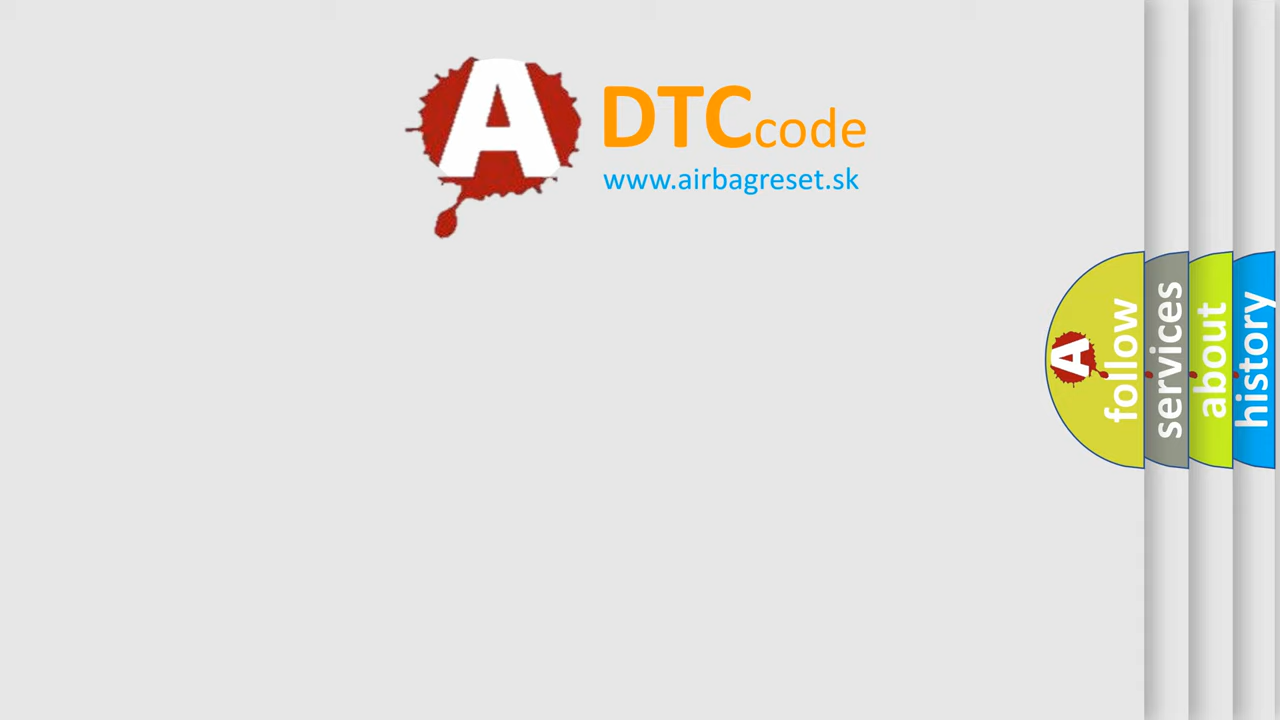 A
DTCcode
www.airbagreset.sk
A
follow
services
about
history